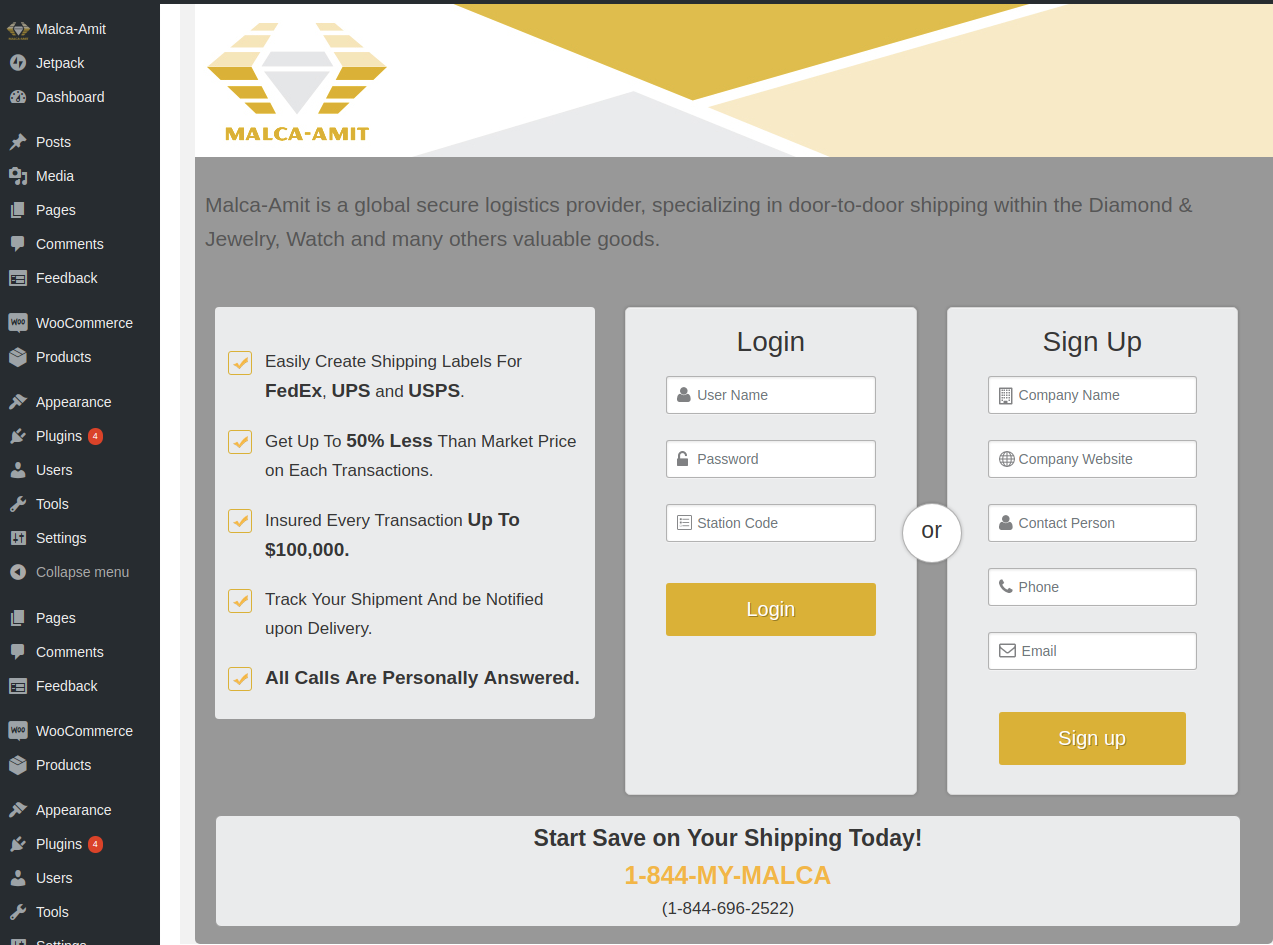 Malca-Amit
Jetpack
Dashboard
Posts
Media
Pages
Comments
Feedback
WooCommerce
Products
Appearance
Plugins 4
Users
Tools
Settings
Collapse menu
Pages
Comments
Feedback
WooCommerce
Products
Appearance
Plugins 4
Users
Tools
Settings
MALCA-AMIT
Malca-Amit is a global secure logistics provider, specializing in door-to-door shipping within the Diamond &
Jewelry, Watch and many others valuable goods.
Easily Create Shipping Labels For
FedEx, UPS and USPS.
Get Up To 50% Less Than Market Price
on Each Transactions.
Insured Every Transaction Up To
$100,000.
Track Your Shipment And be Notified
upon Delivery.
All Calls Are Personally Answered.
Login
User Name
Password
Station Code
Login
or
Sign Up
Company Name
Company Website
Contact Person
Phone
Email
Sign up
Start Save on Your Shipping Today!
1-844-MY-MALCA
(1-844-696-2522)